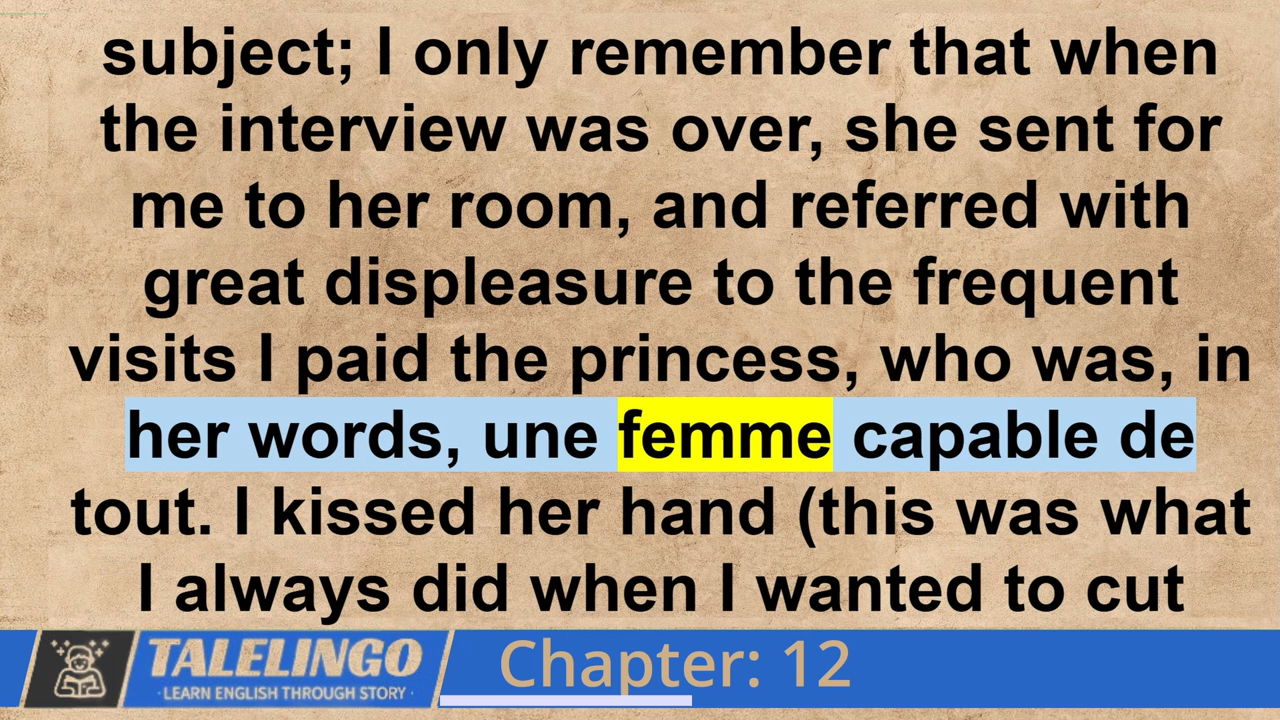 subject; I only remember that when
the interview was over, she sent for
me to her room, and referred with
great displeasure to the frequent
visits I paid the princess, who was, in
her words, une femme capable de
tout. I kissed her hand (this was what
I always did when I wanted to cut
TALELINGO
· LEARN ENGLISH THROUGH STORY ·
Chapter: 12